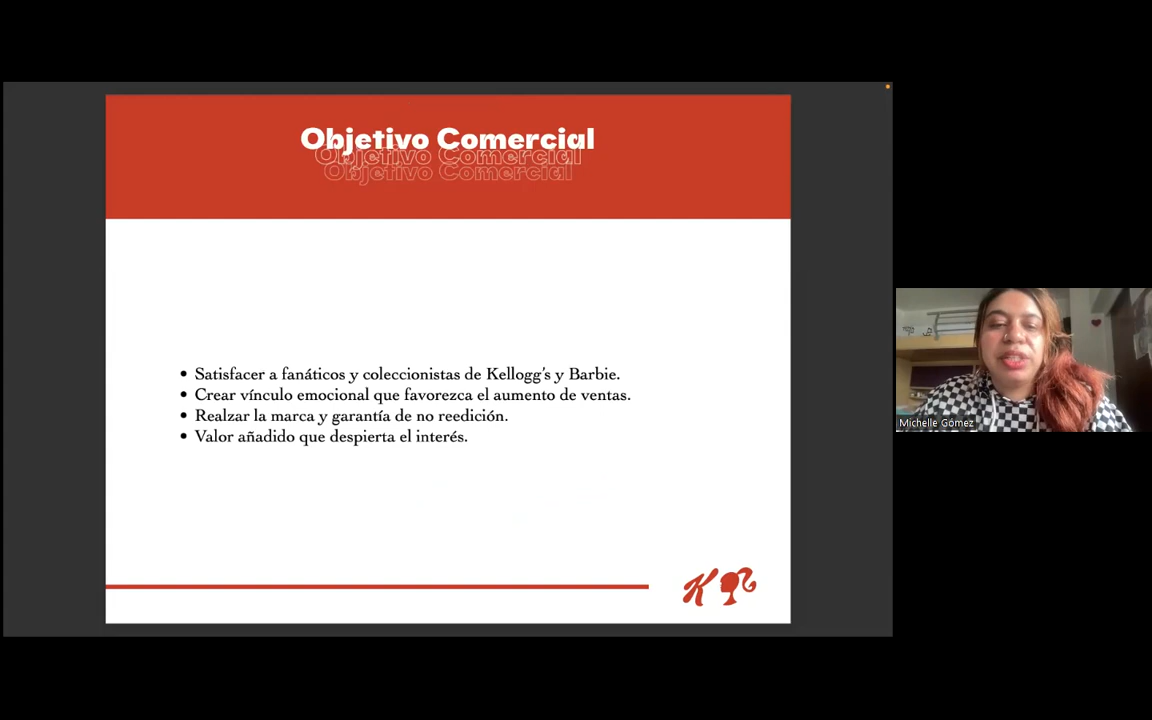 Objetivo Comercial
Objetivo Comercial
Objetivo Comercial
• Satisfacer a fanáticos y coleccionistas de Kellogg's y Barbie.
• Crear vínculo emocional que favorezca el aumento de ventas.
• Realzar la marca y garantía de no reedición.
• Valor añadido que despierta el interés.
K
Michelle Gómez